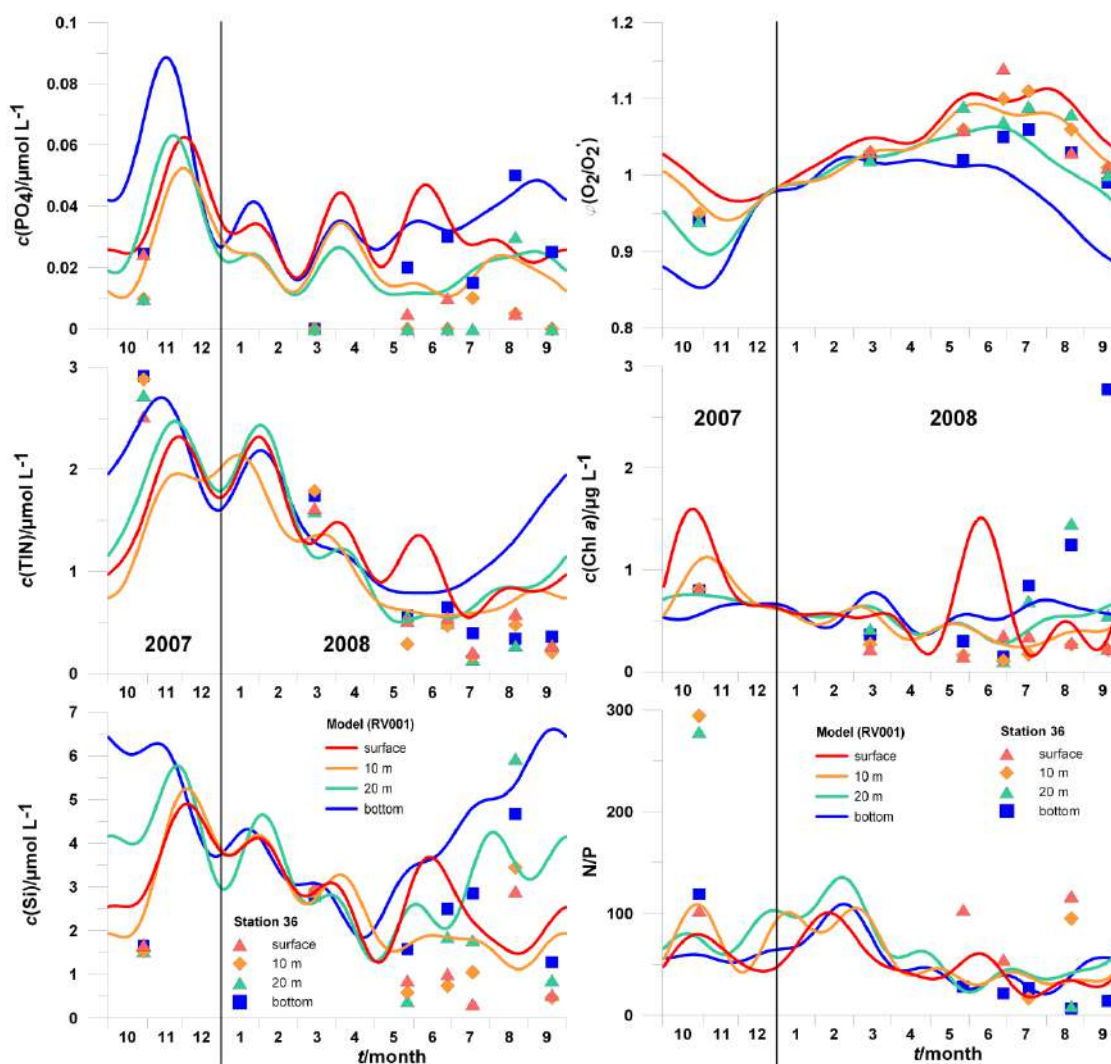 c(PO₄)/µmol L⁻¹
0.1
0.08
0.06
0.04
0.02
0
10 11 12 1 2 3 4 5 6 7 8 9
φ(O₂/O₂')
1.2
1.1
1
0.9
0.8
10 11 12 1 2 3 4 5 6 7 8 9
c(TIN)/µmol L⁻¹
3
2
1
0
2007
2008
10 11 12 1 2 3 4 5 6 7 8 9
c(Chl a)/µg L⁻¹
3
2
1
0
2007
2008
10 11 12 1 2 3 4 5 6 7 8 9
c(Si)/µmol L⁻¹
7
6
5
4
3
2
1
0
Model (RV001)
surface
10 m
20 m
bottom
Station 36
surface
10 m
20 m
bottom
10 11 12 1 2 3 4 5 6 7 8 9
t/month
N/P
300
200
100
0
Model (RV001)
surface
10 m
20 m
bottom
Station 36
surface
10 m
20 m
bottom
10 11 12 1 2 3 4 5 6 7 8 9
t/month